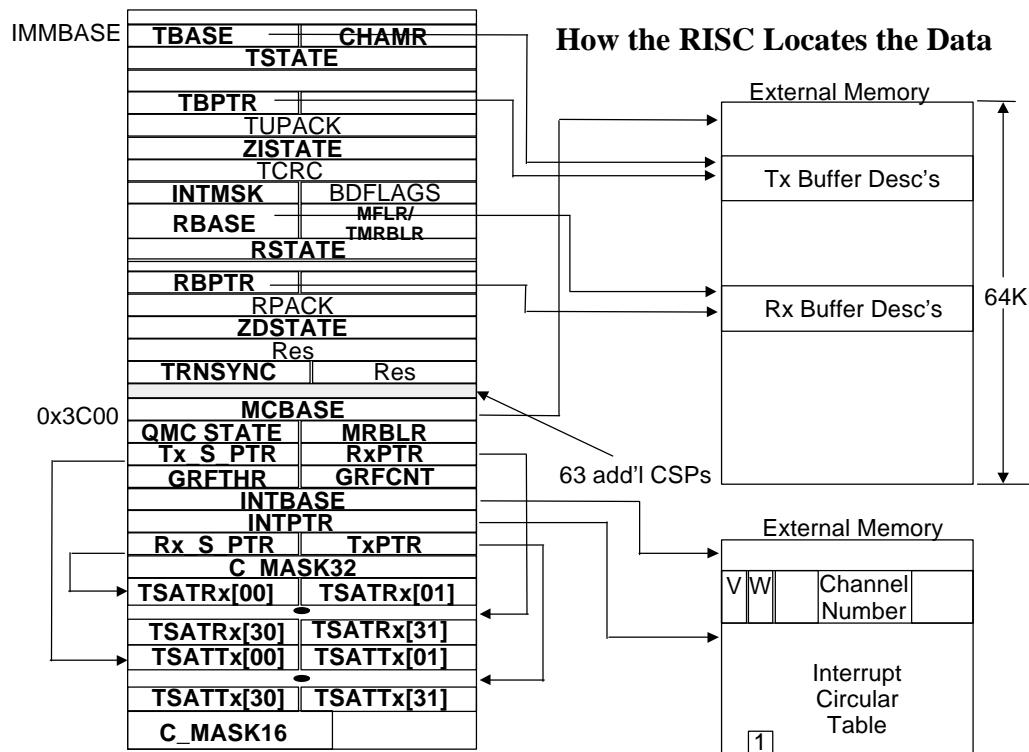 How the RISC Locates the Data
IMMBASE
TBASE CHAMR
TSTATE
TBPTR
TUPACK
ZISTATE
TCRC
INTMSK BDFLAGS
RBASE MFLR/
TMRBLR
RSTATE
RBPTR
RPACK
ZDSTATE
Res
TRNSYNC Res
0x3C00
MCBASE
QMC STATE MRBLR
Tx_S_PTR RxPTR
GRFTHR GRFCNT
INTBASE
INTPTR
Rx_S_PTR TxPTR
C_MASK32
TSATRx[00] TSATRx[01]
TSATRx[30] TSATRx[31]
TSATTx[00] TSATTx[01]
TSATTx[30] TSATTx[31]
C_MASK16
63 add'l CSPs
External Memory
Tx Buffer Desc's
Rx Buffer Desc's
64K
External Memory
V W Channel
Number
Interrupt
Circular
Table
1